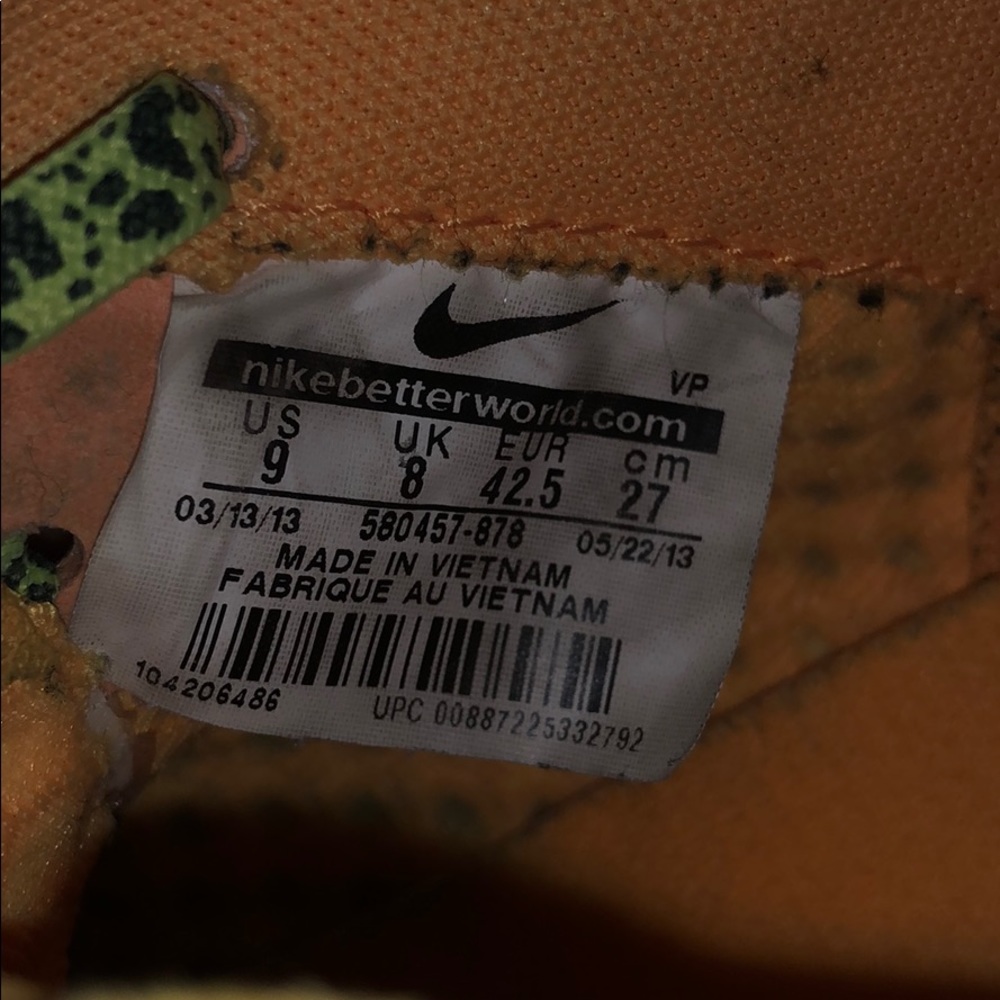 VP
nikebetterworld.com
US UK EUR cm
9 8 42.5 27
03/13/13 580457-878 05/22/13
MADE IN VIETNAM
FABRIQUE AU VIETNAM
104206486 UPC 00887225332792